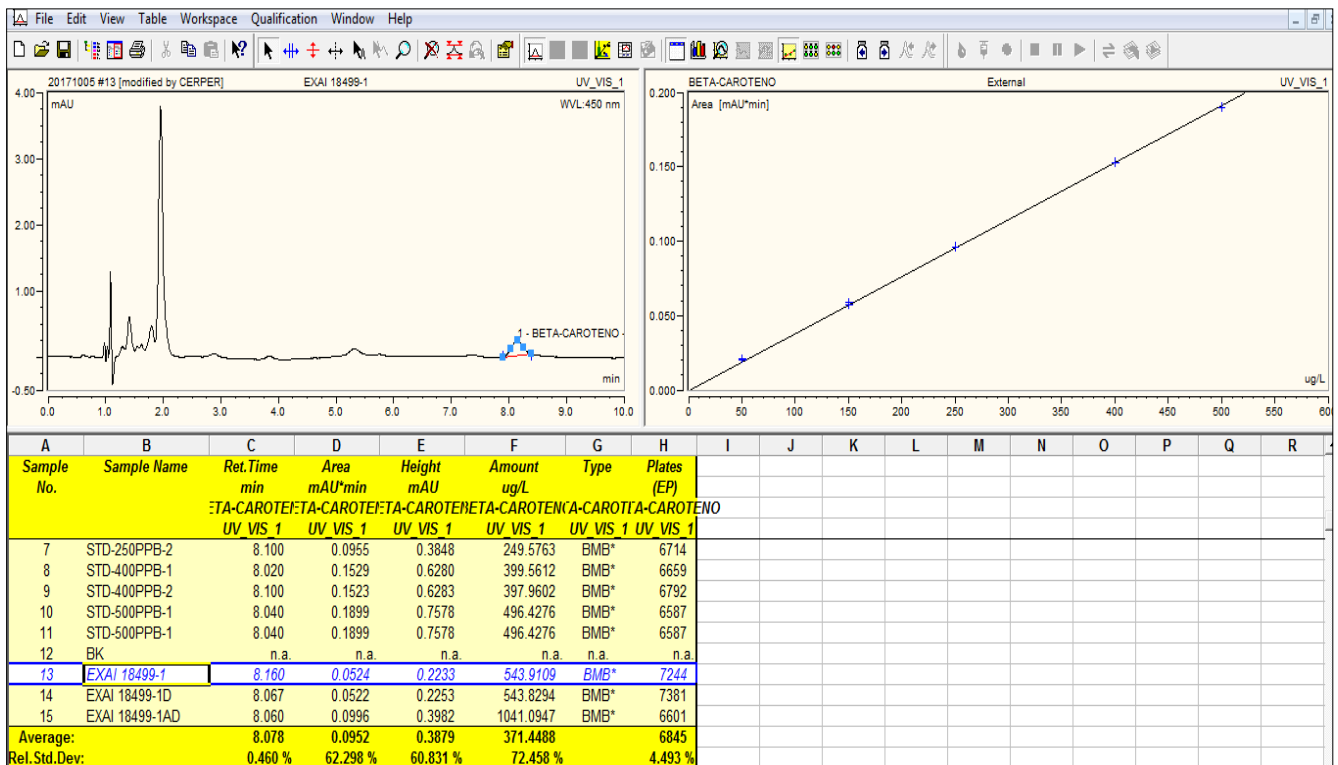 File Edit View Table Workspace Qualification Window Help
20171005 #13 [modified by CERPER] EXAI 18499-1 UV_VIS_1
4.00 mAU WVL:450 nm
3.00
2.00
1.00
1 - BETA-CAROTENO -
min
-0.50
0.0 1.0 2.0 3.0 4.0 5.0 6.0 7.0 8.0 9.0 10.0
BETA-CAROTENO External UV_VIS_1
0.200 Area [mAU*min]
0.150
0.100
0.050
ug/L
0.000
0 50 100 150 200 250 300 350 400 450 500 550 60
A B C D E F G H I J K L M N O P Q R
Sample Sample Name Ret.Time Area Height Amount Type Plates
No. min mAU*min mAU ug/L (EP)
UV_VIS_1 UV_VIS_1 UV_VIS_1 UV_VIS_1 UV_VIS_1 UV_VIS_1
7 STD-250PPB-2 8.100 0.0955 0.3848 249.5763 BMB* 6714
8 STD-400PPB-1 8.020 0.1529 0.6280 399.5612 BMB* 6659
9 STD-400PPB-2 8.100 0.1523 0.6283 397.9602 BMB* 6792
10 STD-500PPB-1 8.040 0.1899 0.7578 496.4276 BMB* 6587
11 STD-500PPB-1 8.040 0.1899 0.7578 496.4276 BMB* 6587
12 BK n.a. n.a. n.a. n.a. n.a. n.a.
13 EXAI 18499-1 8.160 0.0524 0.2233 543.9109 BMB* 7244
14 EXAI 18499-1D 8.067 0.0522 0.2253 543.8294 BMB* 7381
15 EXAI 18499-1AD 8.060 0.0996 0.3982 1041.0947 BMB* 6601
Average: 8.078 0.0952 0.3879 371.4488 6845
Rel.Std.Dev: 0.460 % 62.298 % 60.831 % 72.458 % 4.493 %